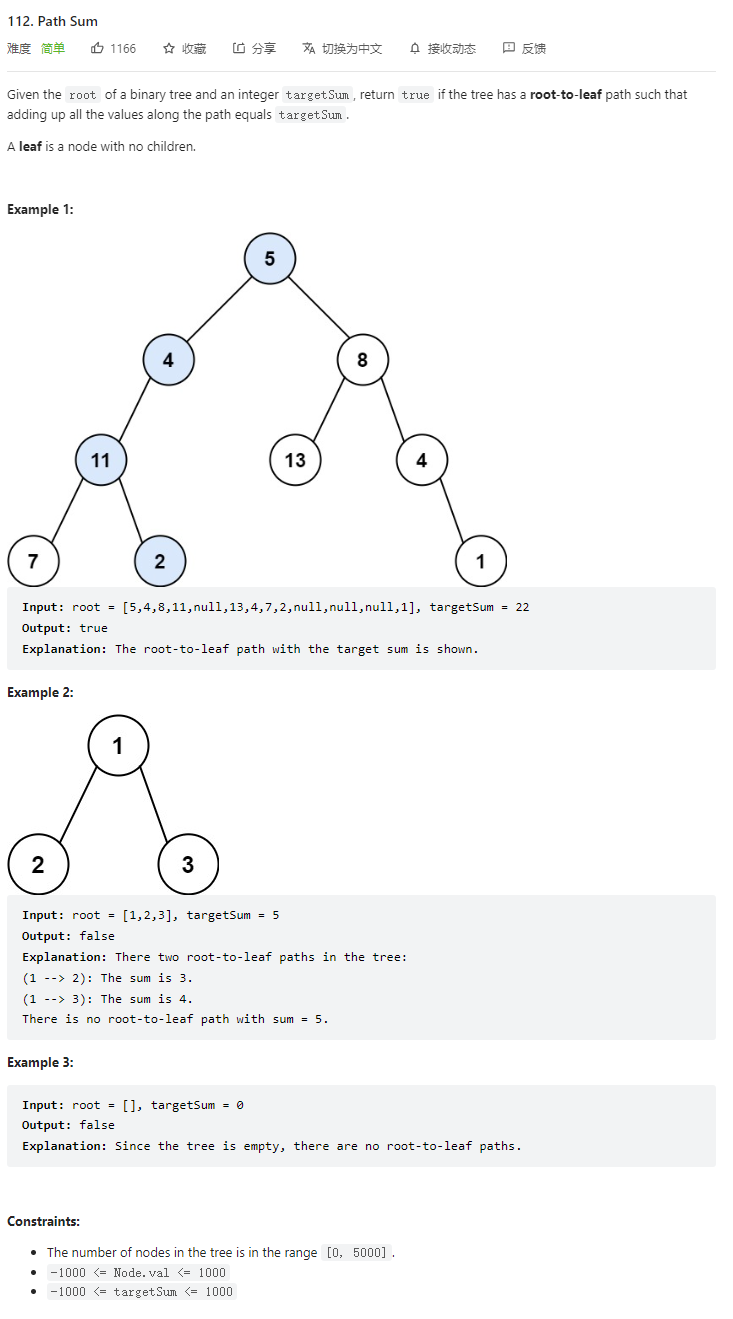 112. Path Sum
难度 简单 1166 收藏 分享 切换为中文 接收动态 反馈
Given the root of a binary tree and an integer targetSum, return true if the tree has a root-to-leaf path such that
adding up all the values along the path equals targetSum.
A leaf is a node with no children.
Example 1:
5
4 8
11 13 4
7 2 1
Input: root = [5,4,8,11,null,13,4,7,2,null,null,null,1], targetSum = 22
Output: true
Explanation: The root-to-leaf path with the target sum is shown.
Example 2:
1
2 3
Input: root = [1,2,3], targetSum = 5
Output: false
Explanation: There two root-to-leaf paths in the tree:
(1 --> 2): The sum is 3.
(1 --> 3): The sum is 4.
There is no root-to-leaf path with sum = 5.
Example 3:
Input: root = [], targetSum = 0
Output: false
Explanation: Since the tree is empty, there are no root-to-leaf paths.
Constraints:
• The number of nodes in the tree is in the range [0, 5000].
• -1000 <= Node.val <= 1000
• -1000 <= targetSum <= 1000